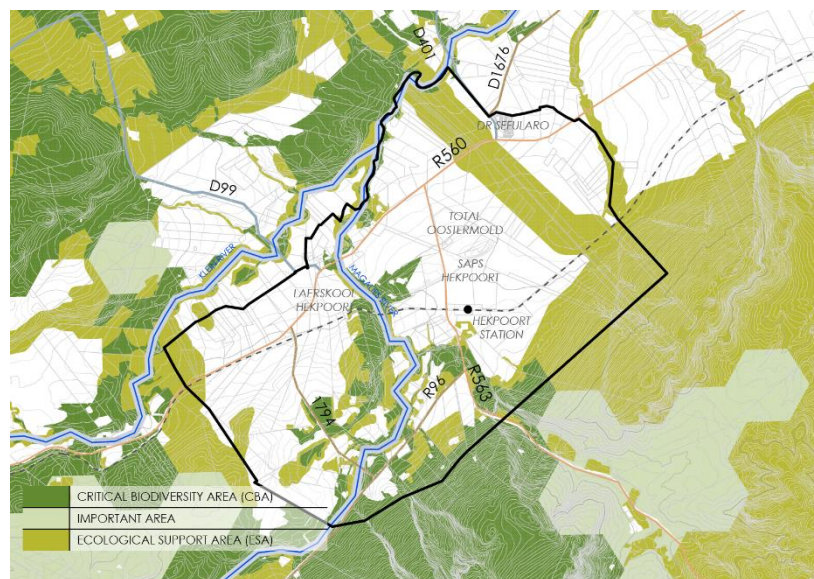 D401
D1676
DR SEFULARO
R560
D99
TOTAL
OOSTERMOLD
KLEIN RIVER
SAPS
HEKPOORT
LAERSKOOL
HEKPOORT
MAGALIES RIVER
HEKPOORT
STATION
R96
R563
1794
CRITICAL BIODIVERSITY AREA (CBA)
IMPORTANT AREA
ECOLOGICAL SUPPORT AREA (ESA)